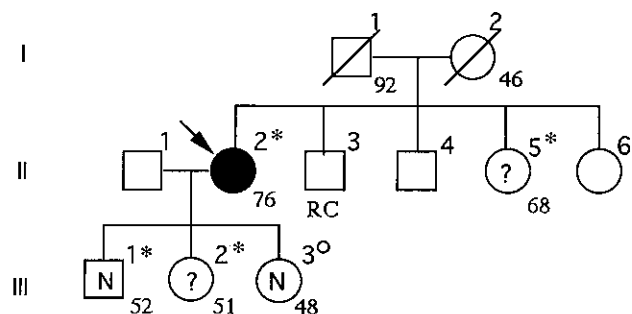 I 1 2
92 46
1 2* 3 4 5* 6
II ?
76 RC 68
1* 2* 3°
III N ? N
52 51 48